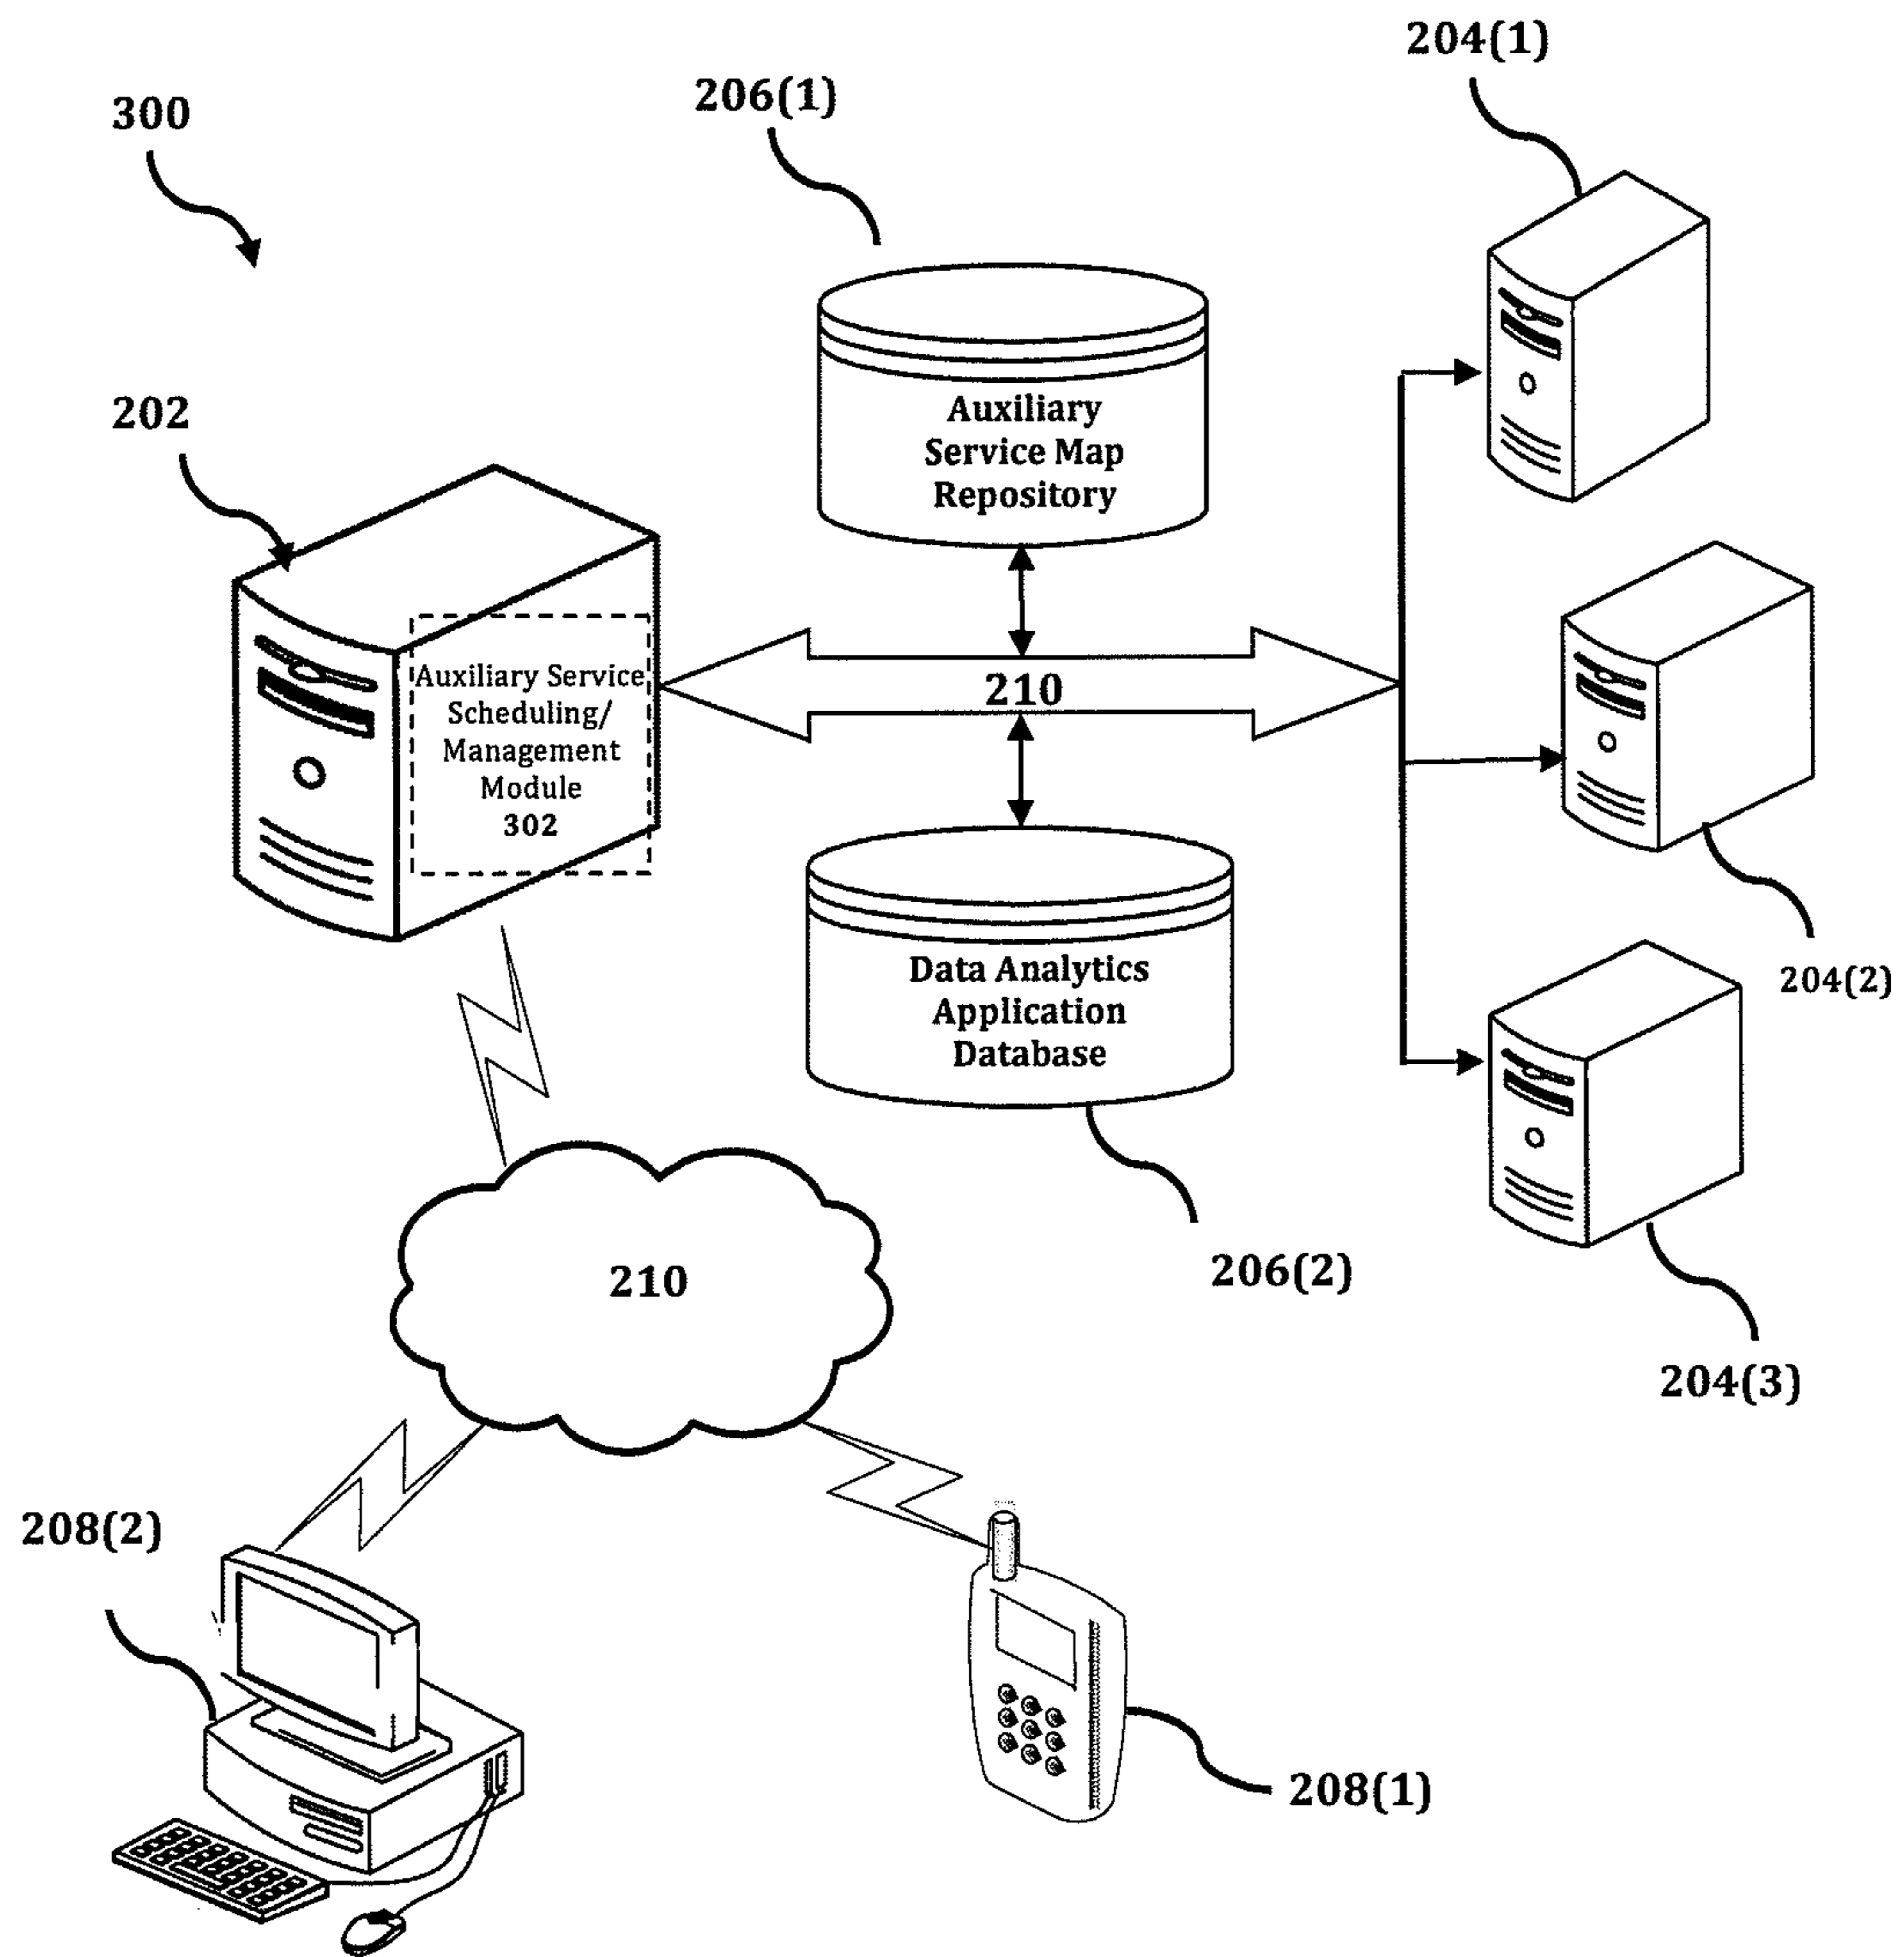 204(1)
206(1)
300
Auxiliary
Service Map
Repository
202
Auxiliary Service
Scheduling/
Management
Module
302
210
204(2)
Data Analytics
Application
Database
206(2)
210
204(3)
208(2)
208(1)